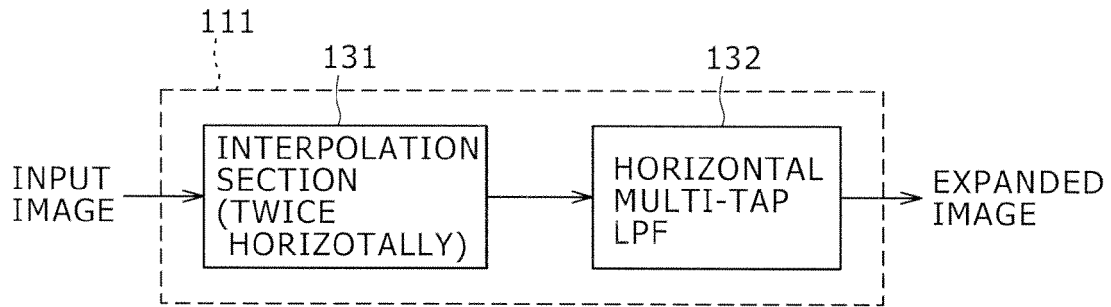 111
131
132
INPUT
IMAGE
INTERPOLATION
SECTION
(TWICE
HORIZOTALLY)
HORIZONTAL
MULTI-TAP
LPF
EXPANDED
IMAGE